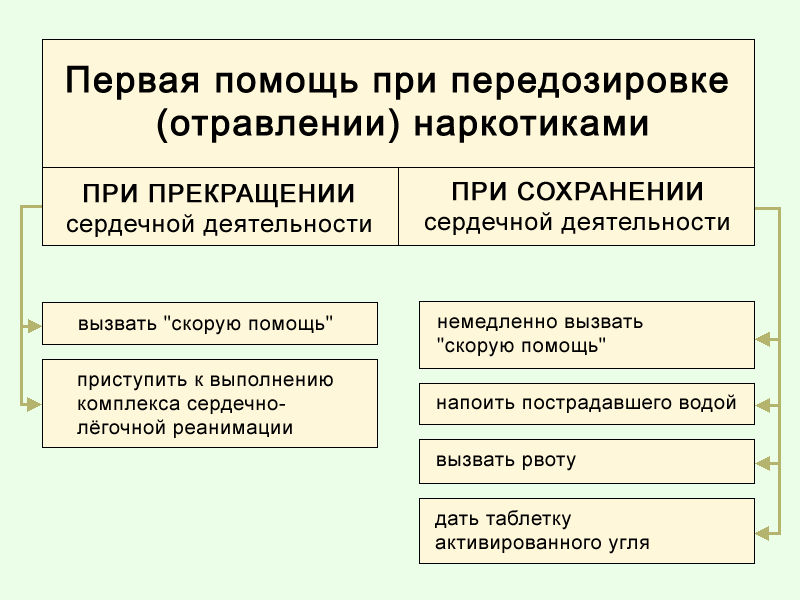 Первая помощь при передозировке
(отравлении) наркотиками
ПРИ ПРЕКРАЩЕНИИ
сердечной деятельности
ПРИ СОХРАНЕНИИ
сердечной деятельности
вызвать "скорую помощь"
приступить к выполнению
комплекса сердечно-
лёгочной реанимации
немедленно вызвать
"скорую помощь"
напоить пострадавшего водой
вызвать рвоту
дать таблетку
активированного угля